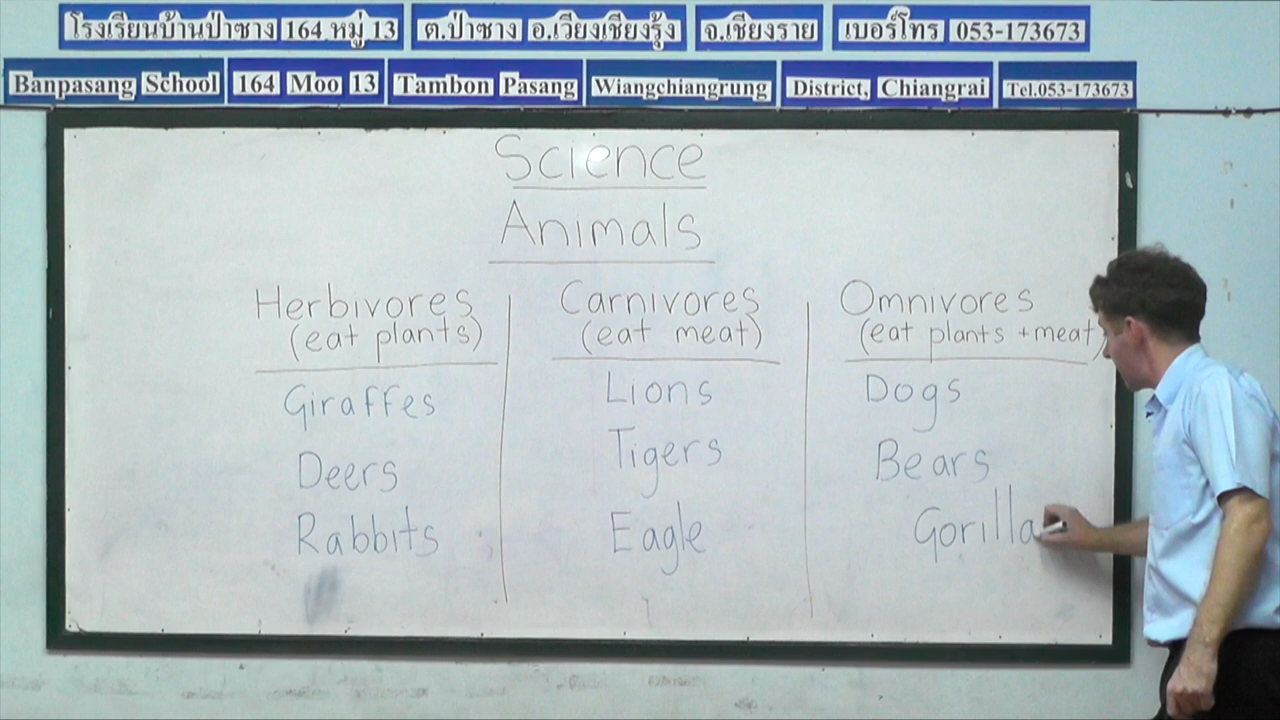 โรงเรียนบ้านป่าซาง 164 หมู่ 13 ต.ป่าซาง อ.เวียงเชียงรุ้ง จ.เชียงราย เบอร์โทร 053-173673
Banpasang School 164 Moo 13 Tambon Pasang Wiangchiangrung District, Chiangrai Tel.053-173673
Science
Animals
Herbivores
(eat plants)
Giraffes
Deers
Rabbits
Carnivores
(eat meat)
Lions
Tigers
Eagle
Omnivores
(eat plants + meat)
Dogs
Bears
Gorilla